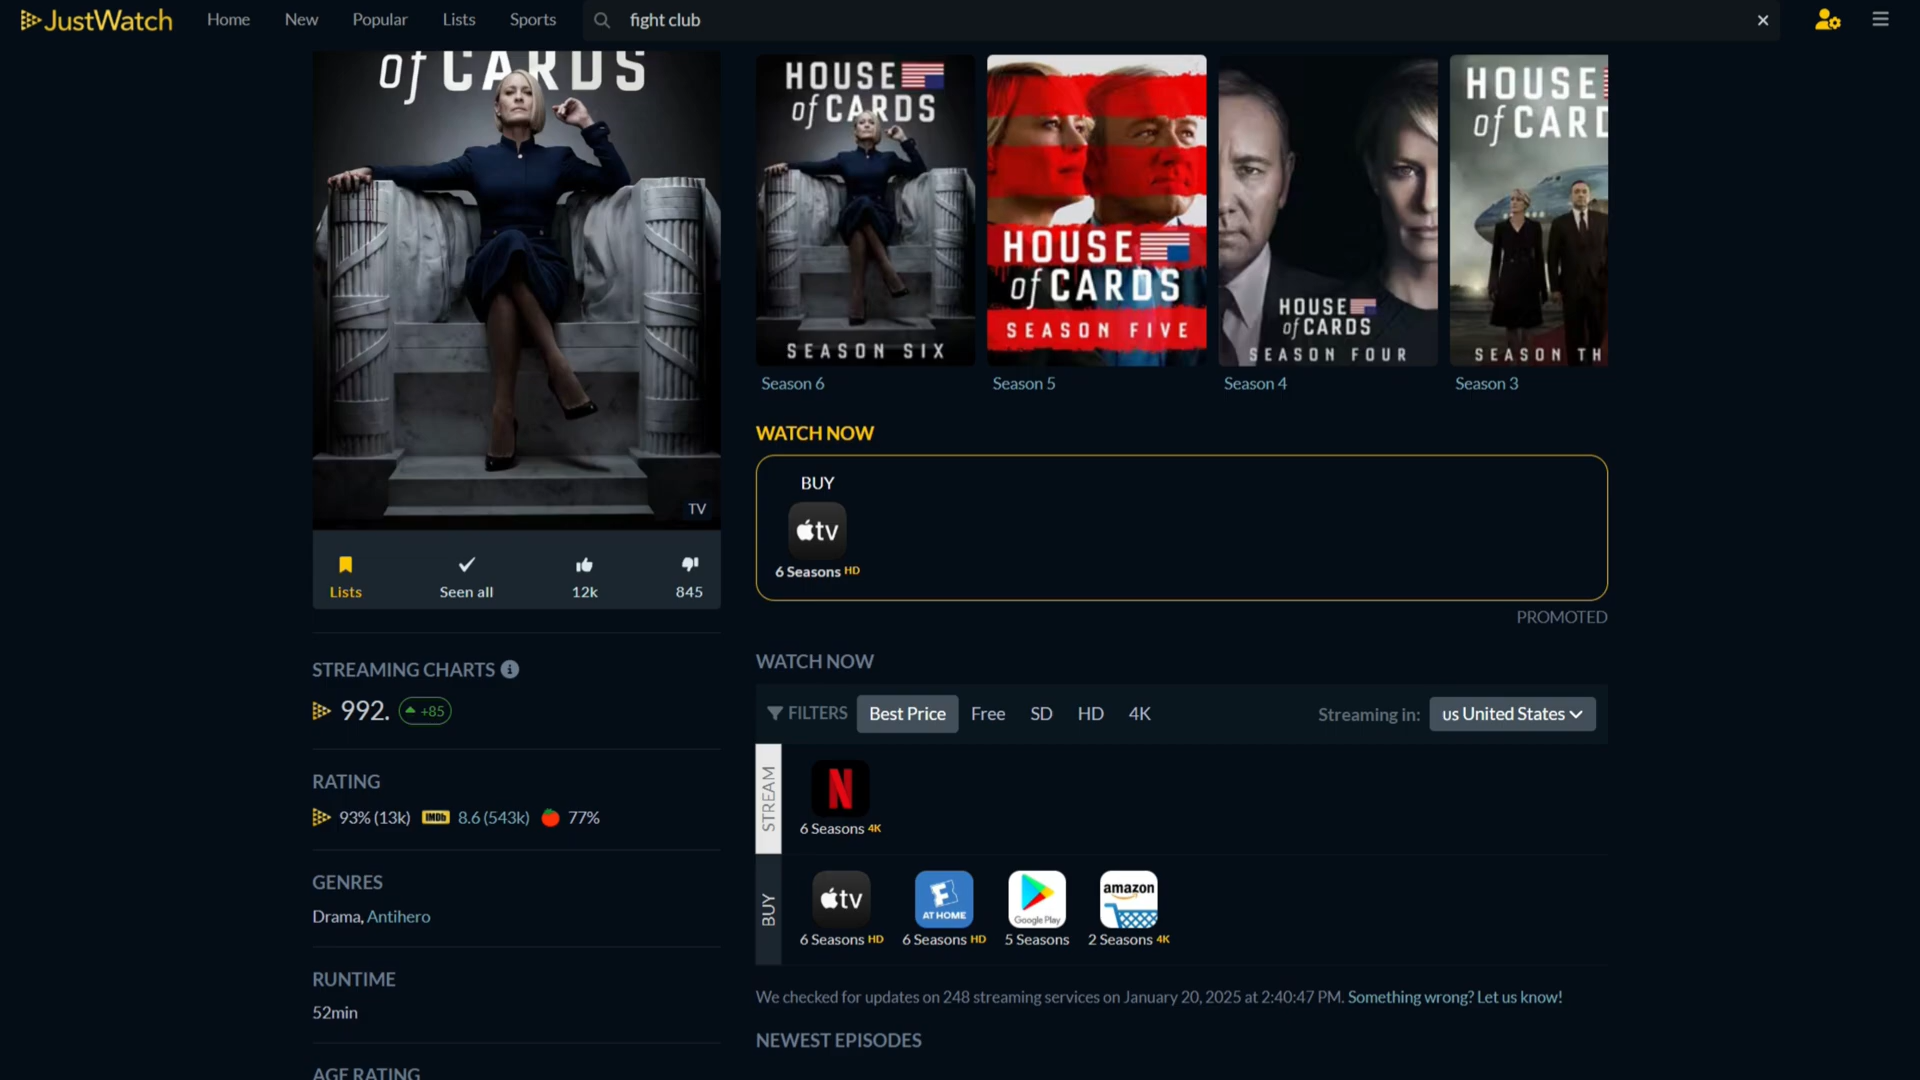 JustWatch
Home
New
Popular
Lists
Sports
fight club
of CARDS
TV
Lists
Seen all
12k
845
STREAMING CHARTS
992.
+85
RATING
93% (13k)
IMDb
8.6 (543k)
77%
GENRES
Drama, Antihero
RUNTIME
52min
AGE RATING
HOUSE
of CARDS
SEASON SIX
Season 6
HOUSE
of CARDS
SEASON FIVE
Season 5
HOUSE
of CARDS
SEASON FOUR
Season 4
HOUSE
of CARD
SEASON TH
Season 3
WATCH NOW
BUY
tv
6 Seasons HD
PROMOTED
WATCH NOW
FILTERS
Best Price
Free
SD
HD
4K
Streaming in:
us United States
STREAM
N
6 Seasons 4K
BUY
tv
6 Seasons HD
F
AT HOME
6 Seasons HD
Google Play
5 Seasons
amazon
2 Seasons 4K
We checked for updates on 248 streaming services on January 20, 2025 at 2:40:47 PM. Something wrong? Let us know!
NEWEST EPISODES